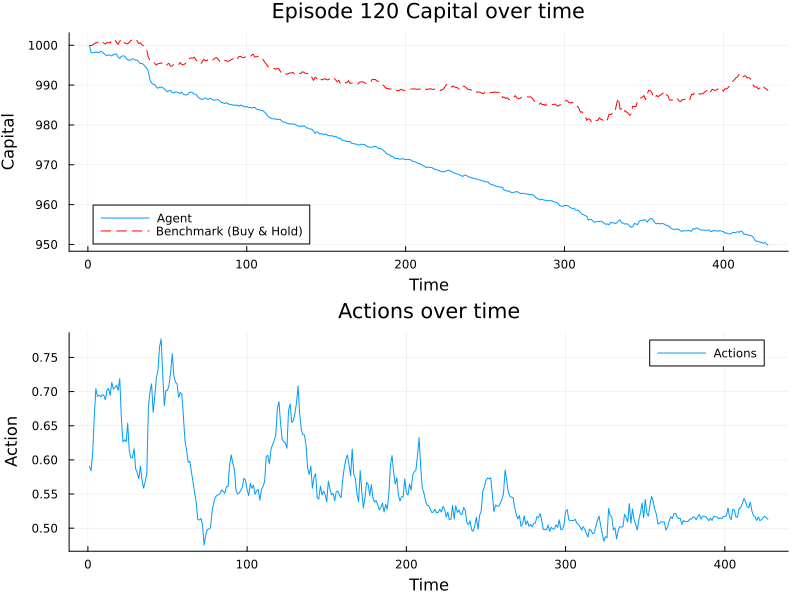 Episode 120 Capital over time
1000
990
980
970
960
950
Capital
Agent
Benchmark (Buy & Hold)
0 100 200 300 400
Time
Actions over time
0.75
0.70
0.65
0.60
0.55
0.50
Action
Actions
0 100 200 300 400
Time